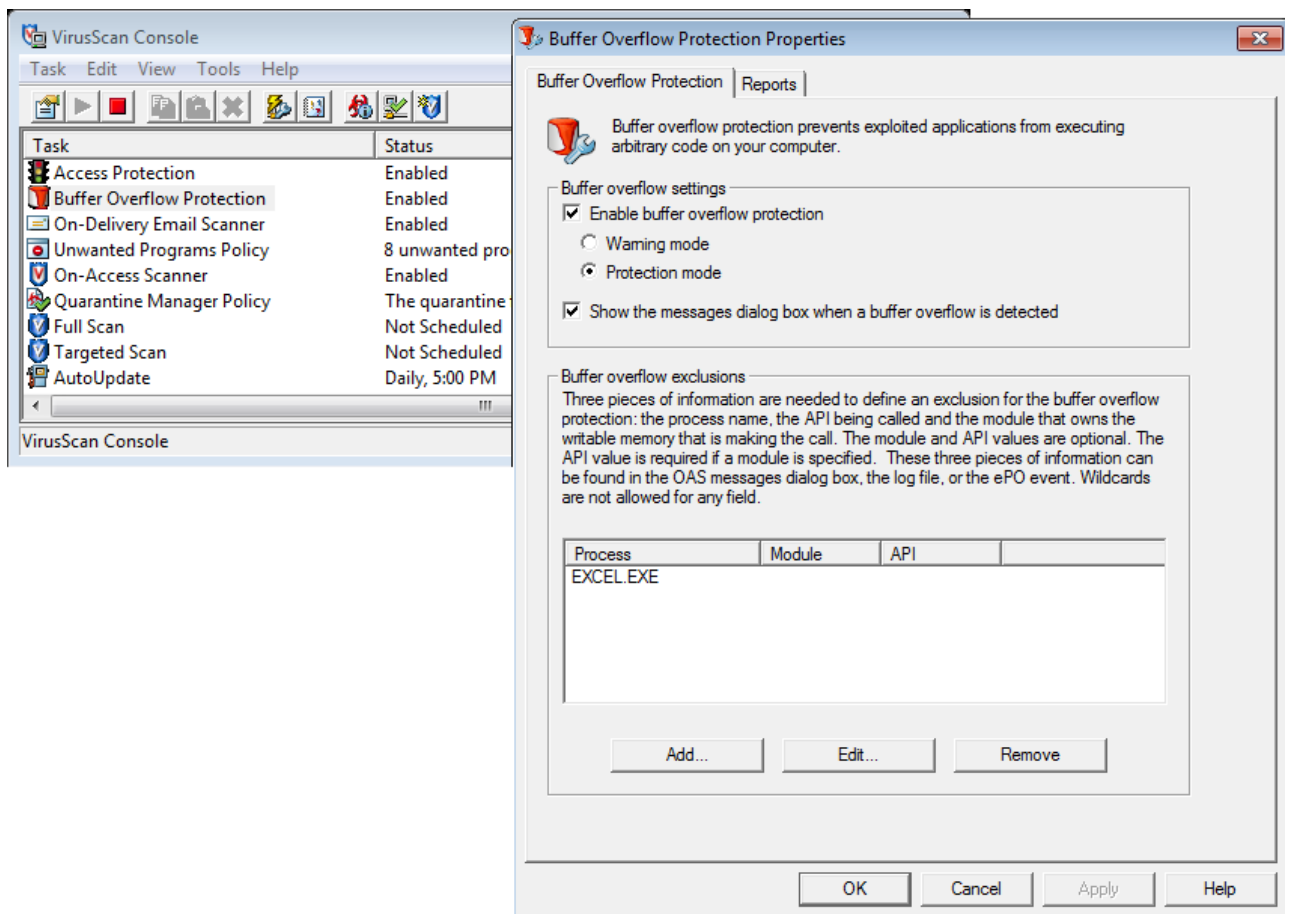 VirusScan Console
Task Edit View Tools Help
Task Status
Access Protection Enabled
Buffer Overflow Protection Enabled
On-Delivery Email Scanner Enabled
Unwanted Programs Policy 8 unwanted pro
On-Access Scanner Enabled
Quarantine Manager Policy The quarantine
Full Scan Not Scheduled
Targeted Scan Not Scheduled
AutoUpdate Daily, 5:00 PM
VirusScan Console
Buffer Overflow Protection Properties
Buffer Overflow Protection Reports
Buffer overflow protection prevents exploited applications from executing
arbitrary code on your computer.
Buffer overflow settings
Enable buffer overflow protection
Warning mode
Protection mode
Show the messages dialog box when a buffer overflow is detected
Buffer overflow exclusions
Three pieces of information are needed to define an exclusion for the buffer overflow
protection: the process name, the API being called and the module that owns the
writable memory that is making the call. The module and API values are optional. The
API value is required if a module is specified. These three pieces of information can
be found in the OAS messages dialog box, the log file, or the ePO event. Wildcards
are not allowed for any field.
Process Module API
EXCEL.EXE
Add... Edit... Remove
OK Cancel Apply Help